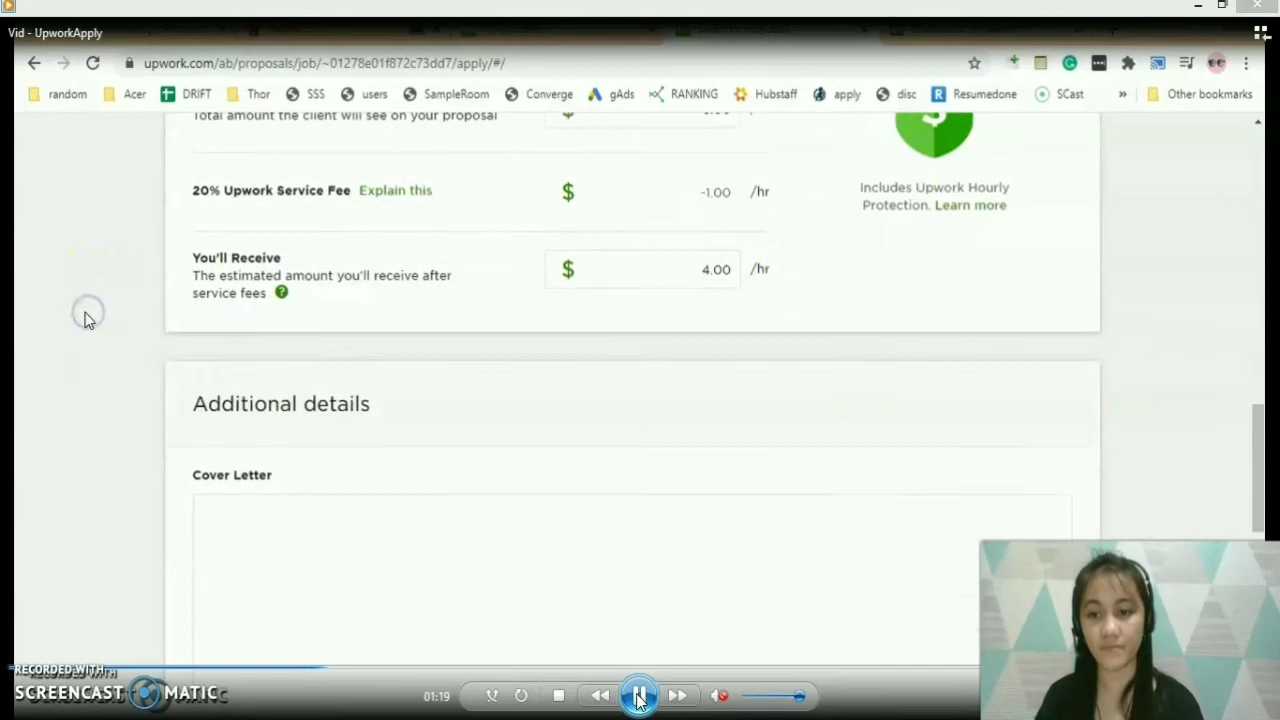 Vid - UpworkApply
upwork.com/ab/proposals/job/~01278e01f872c73dd7/apply/#/
random Acer DRIFT Thor SSS users SampleRoom Converge gAds RANKING Hubstaff apply disc Resumedone SCast » Other bookmarks
Total amount the client will see on your proposal $
20% Upwork Service Fee Explain this $ -1.00 /hr
Includes Upwork Hourly
Protection. Learn more
You'll Receive
The estimated amount you'll receive after
service fees ?
$ 4.00 /hr
Additional details
Cover Letter
RECORDED WITH
SCREENCAST MATIC
01:19